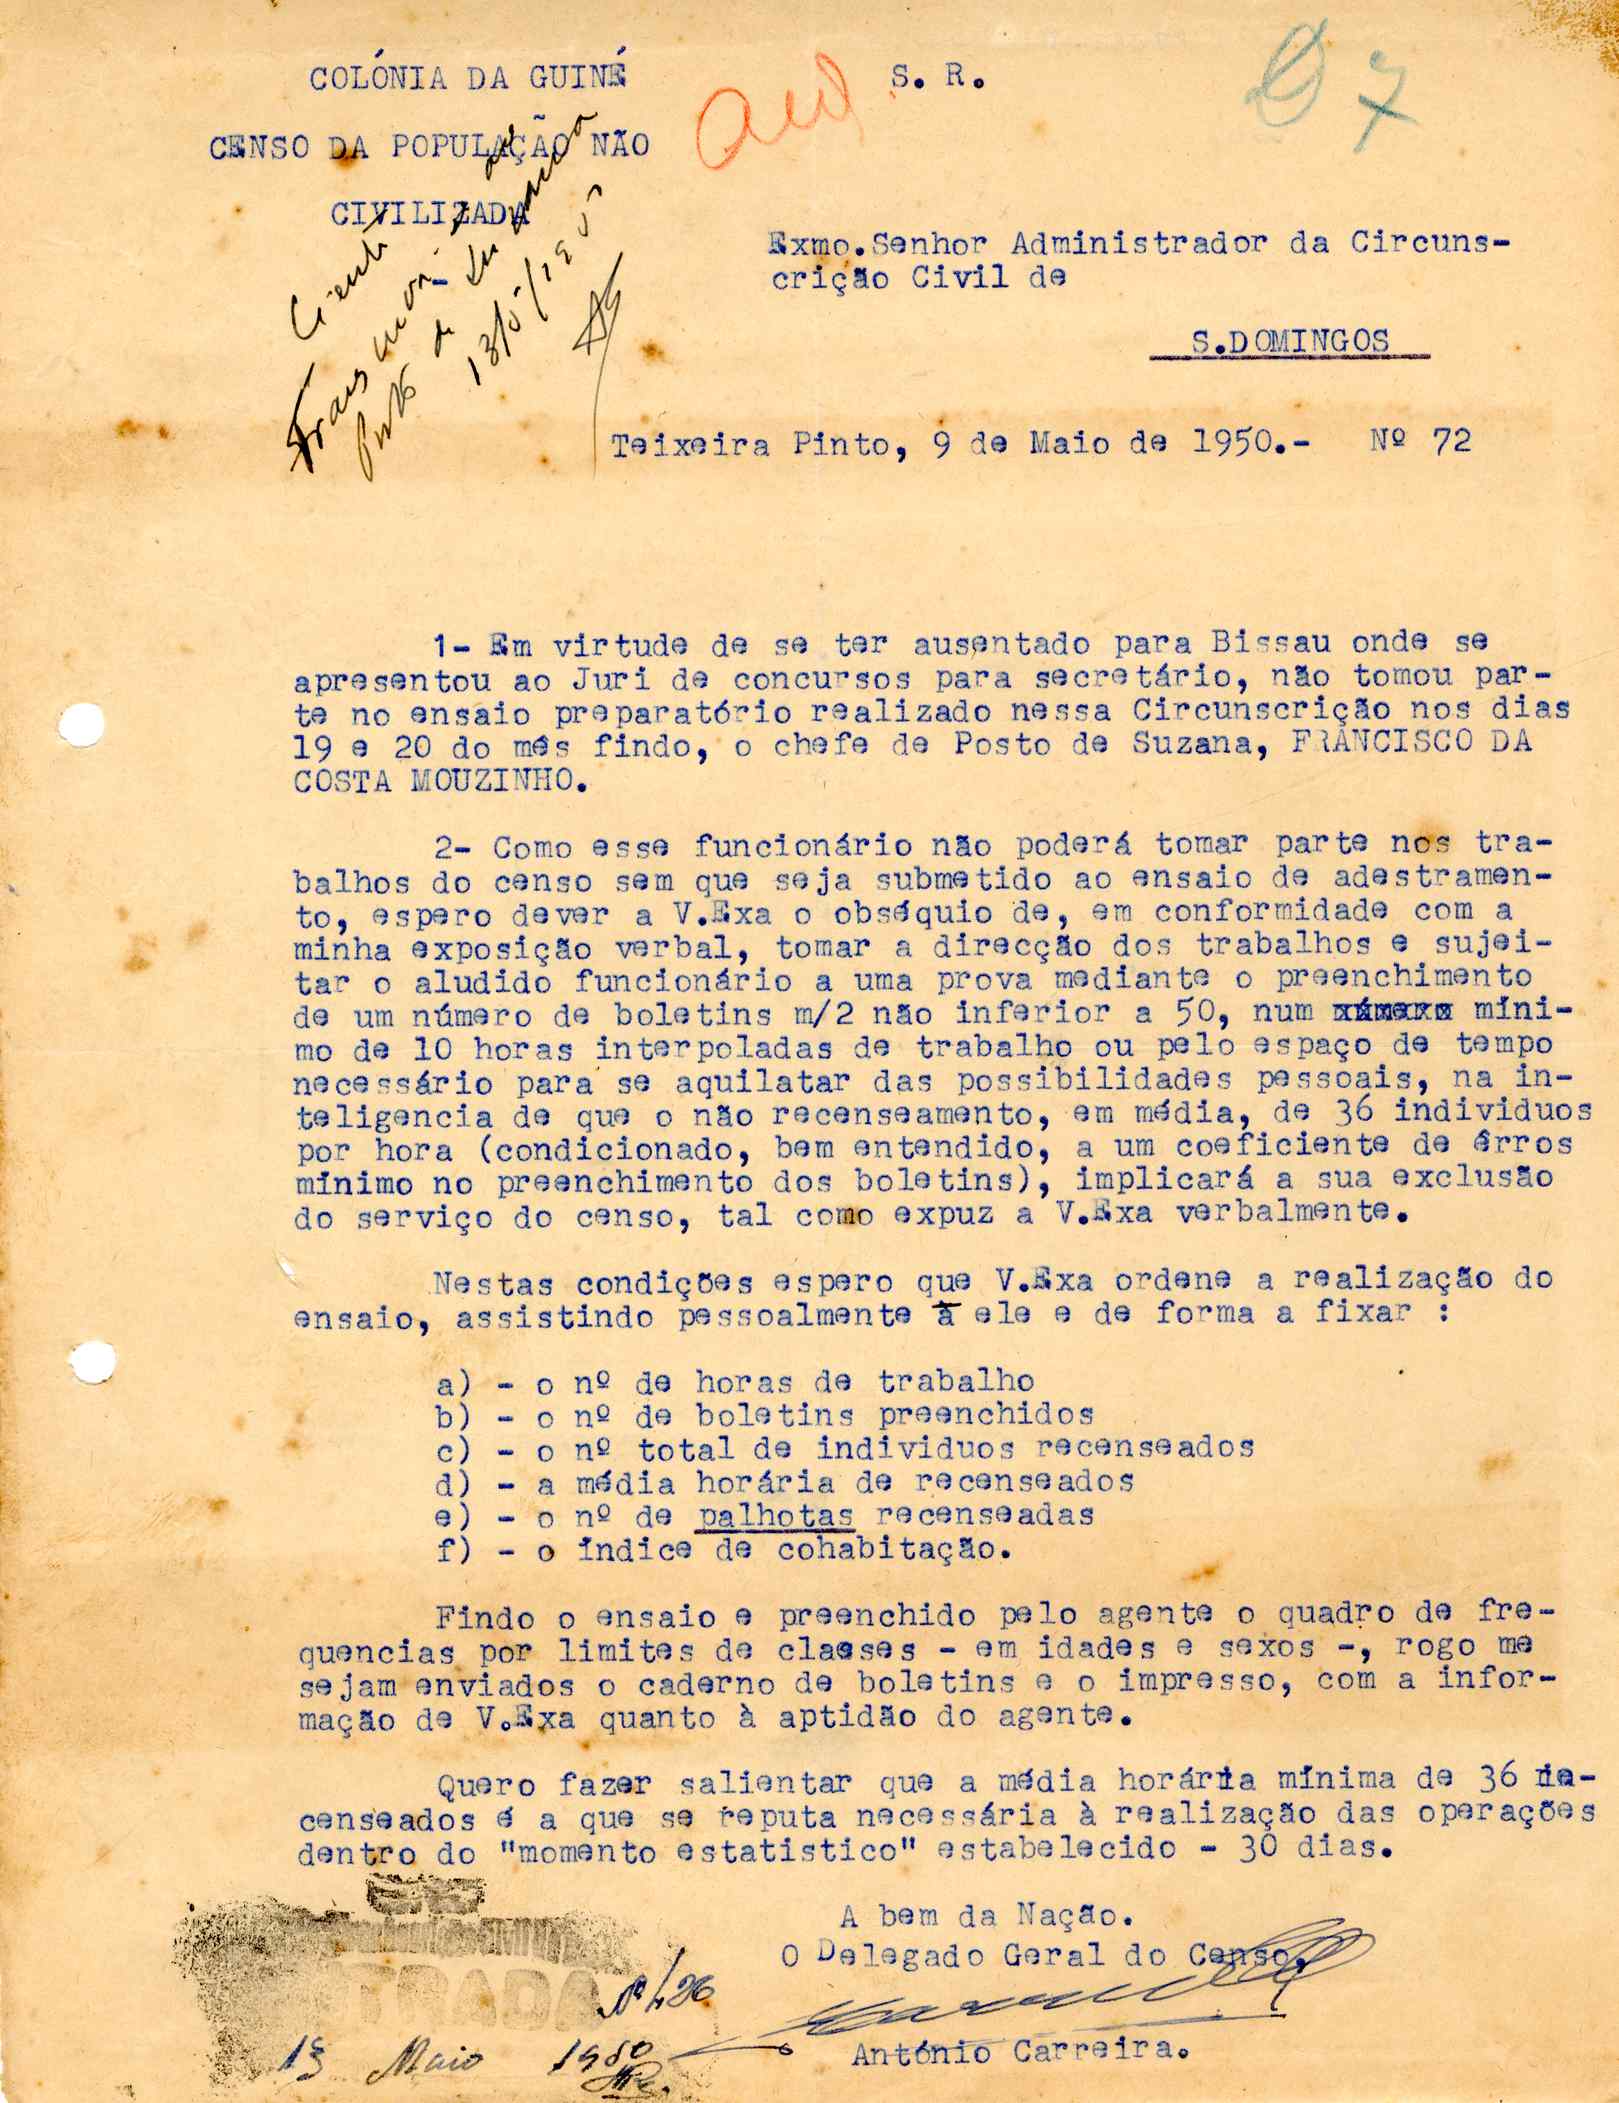 COLÓNIA DA GUINÉ
S. R.
CENSO DA POPULAÇÃO NÃO
CIVILIZADA
7
Exmo.Senhor Administrador da Circuns-
crição Civil de
S.DOMINGOS
Ciente
13/5/1950
Teixeira Pinto, 9 de Maio de 1950.- Nº 72
1- Em virtude de se ter ausentado para Bissau onde se
apresentou ao Juri de concursos para secretário, não tomou par-
te no ensaio preparatório realizado nessa Circunscrição nos dias
19 e 20 do mês findo, o chefe de Posto de Suzana, FRANCISCO DA
COSTA MOUZINHO.
2- Como esse funcionário não poderá tomar parte nos tra-
balhos do censo sem que seja submetido ao ensaio de adestramen-
to, espero dever a V.Exa o obséquio de, em conformidade com a
minha exposição verbal, tomar a direcção dos trabalhos e sujei-
tar o aludido funcionário a uma prova mediante o preenchimento
de um número de boletins m/2 não inferior a 50, num míni-
mo de 10 horas interpoladas de trabalho ou pelo espaço de tempo
necessário para se aquilatar das possibilidades pessoais, na in-
teligencia de que o não recenseamento, em média, de 36 individuos
por hora (condicionado, bem entendido, a um coeficiente de êrros
mínimo no preenchimento dos boletins), implicará a sua exclusão
do serviço do censo, tal como expuz a V.Exa verbalmente.
Nestas condições espero que V.Exa ordene a realização do
ensaio, assistindo pessoalmente a ele e de forma a fixar :
a) - o nº de horas de trabalho
b) - o nº de boletins preenchidos
c) - o nº total de individuos recenseados
d) - a média horária de recenseados
e) - o nº de palhotas recenseadas
f) - o índice de cohabitação.
Findo o ensaio e preenchido pelo agente o quadro de fre-
quencias por limites de classes - em idades e sexos -, rogo me
sejam enviados o caderno de boletins e o impresso, com a infor-
mação de V.Exa quanto à aptidão do agente.
Quero fazer salientar que a média horária mínima de 36 re-
censeados é a que se reputa necessária à realização das operações
dentro do "momento estatistico" estabelecido - 30 dias.
A bem da Nação.
O Delegado Geral do Censo,
António Carreira.
ENTRADA
Nº 426
13 Maio 1950